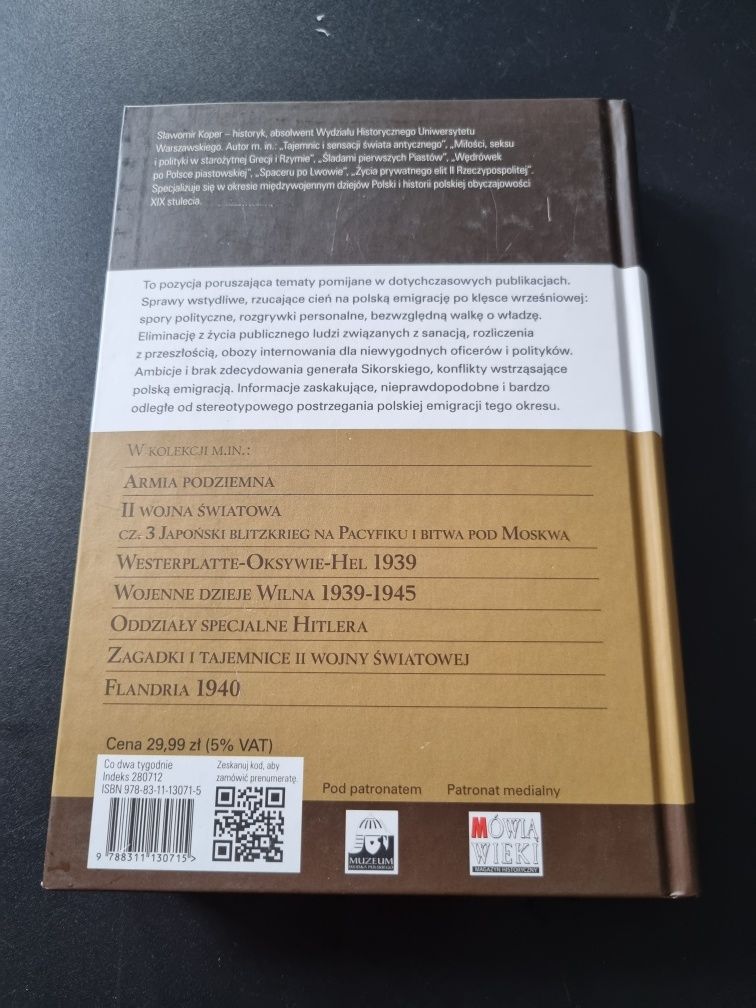 Sławomir Koper – historyk, absolwent Wydziału Historycznego Uniwersytetu
Warszawskiego. Autor m. in.: „Tajemnic i sensacji świata antycznego”, „Miłości, seksu
i polityki w starożytnej Grecji i Rzymie”, „Śladami pierwszych Piastów”, „Wędrówek
po Polsce piastowskiej”, „Spaceru po Lwowie”, „Życia prywatnego elit II Rzeczypospolitej”.
Specjalizuje się w okresie międzywojennym dziejów Polski i historii polskiej obyczajowości
XIX stulecia.
To pozycja poruszająca tematy pomijane w dotychczasowych publikacjach.
Sprawy wstydliwe, rzucające cień na polską emigrację po klęsce wrześniowej:
spory polityczne, rozgrywki personalne, bezwzględną walkę o władzę.
Eliminację z życia publicznego ludzi związanych z sanacją, rozliczenia
z przeszłością, obozy internowania dla niewygodnych oficerów i polityków.
Ambicje i brak zdecydowania generała Sikorskiego, konflikty wstrząsające
polską emigracją. Informacje zaskakujące, nieprawdopodobne i bardzo
odległe od stereotypowego postrzegania polskiej emigracji tego okresu.
W KOLEKCJI M.IN.:
ARMIA PODZIEMNA
II WOJNA ŚWIATOWA
CZ. 3 JAPOŃSKI BLITZKRIEG NA PACYFIKU I BITWA POD MOSKWĄ
WESTERPLATTE-OKSYWIE-HEL 1939
WOJENNE DZIEJE WILNA 1939-1945
ODDZIAŁY SPECJALNE HITLERA
ZAGADKI I TAJEMNICE II WOJNY ŚWIATOWEJ
FLANDRIA 1940
Cena 29,99 zł (5% VAT)
Co dwa tygodnie
Indeks 280712
ISBN 978-83-11-13071-5
9 788311 130715 >
Zeskanuj kod, aby
zamówić prenumeratę.
Pod patronatem
MUZEUM
WOJSKA POLSKIEGO
Patronat medialny
MÓWIĄ
WIEKI
MAGAZYN HISTORYCZNY